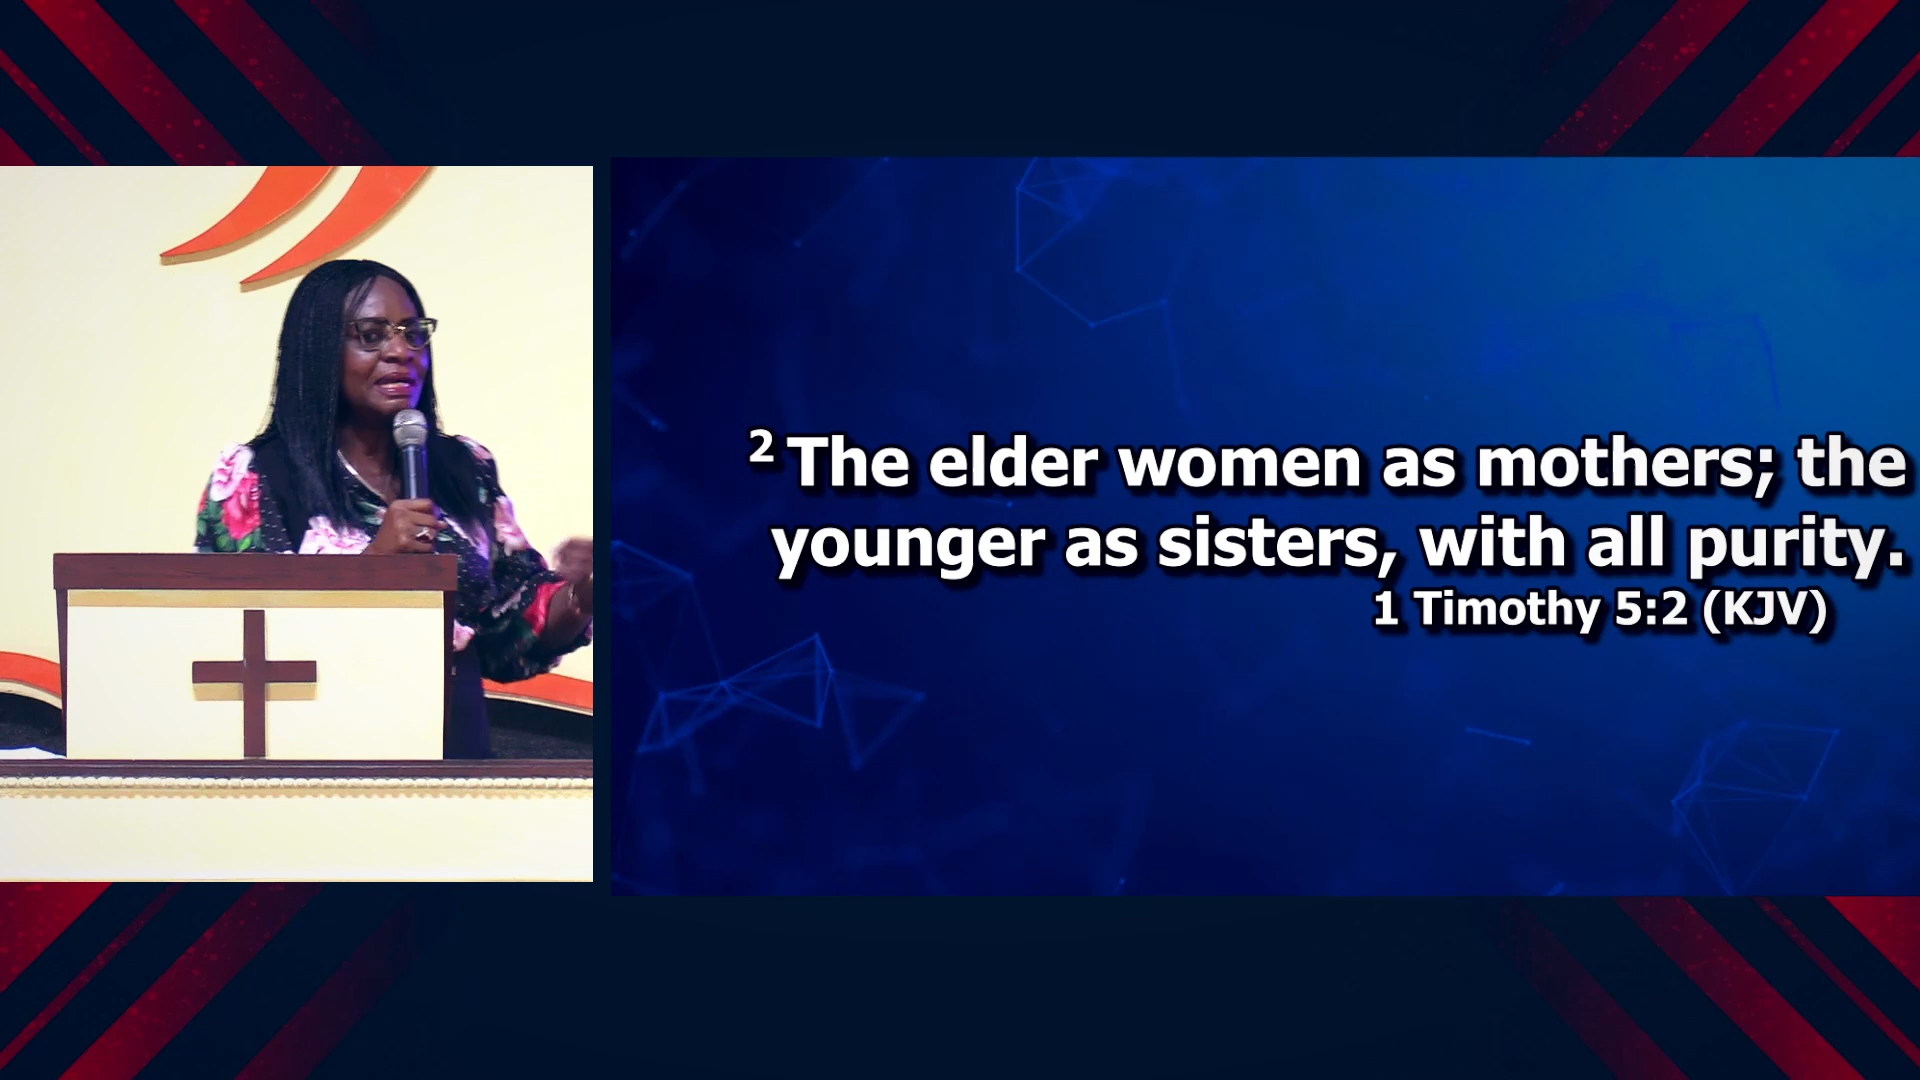 2 The elder women as mothers; the
younger as sisters, with all purity.
1 Timothy 5:2 (KJV)